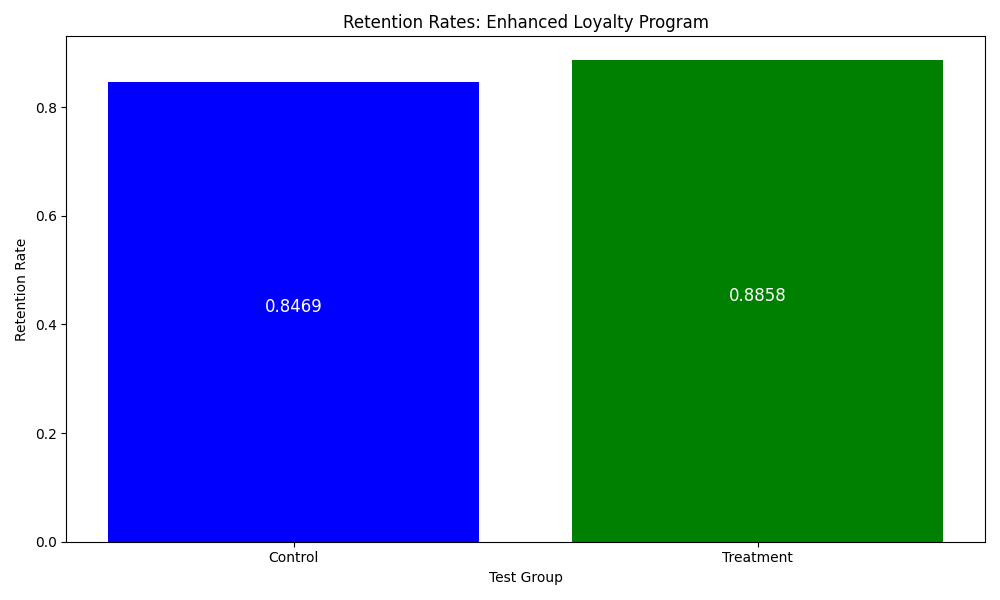 Retention Rates: Enhanced Loyalty Program
Retention Rate
0.8
0.6
0.4
0.2
0.0
0.8469
0.8858
Control
Treatment
Test Group